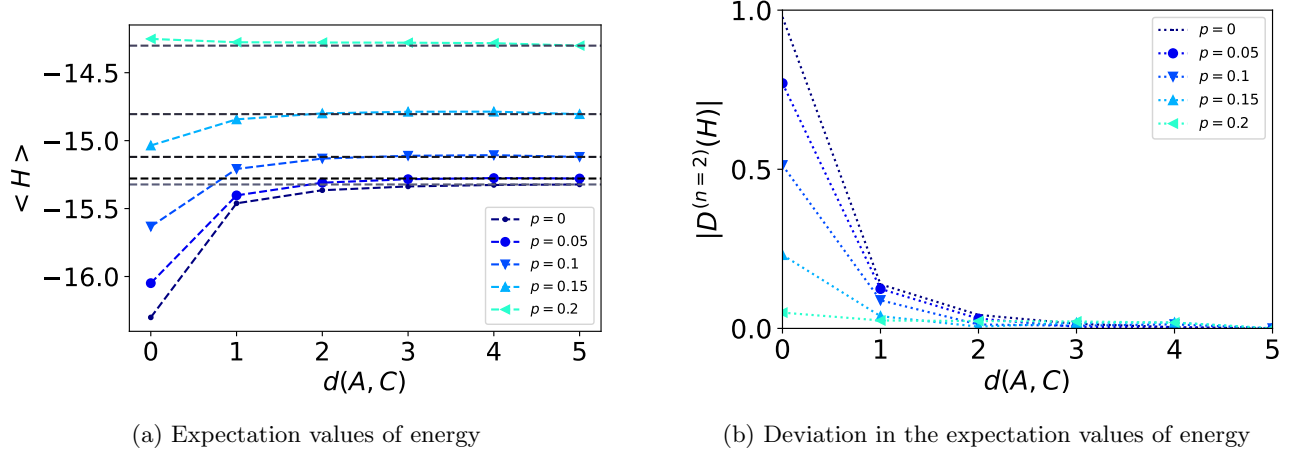 −14.5
−15.0
−15.5
−16.0
< H >
0 1 2 3 4 5
d(A, C)
p = 0
p = 0.05
p = 0.1
p = 0.15
p = 0.2
(a) Expectation values of energy
1.0
0.5
0.0
|D^{(n = 2)}(H)|
0 1 2 3 4 5
d(A, C)
p = 0
p = 0.05
p = 0.1
p = 0.15
p = 0.2
(b) Deviation in the expectation values of energy